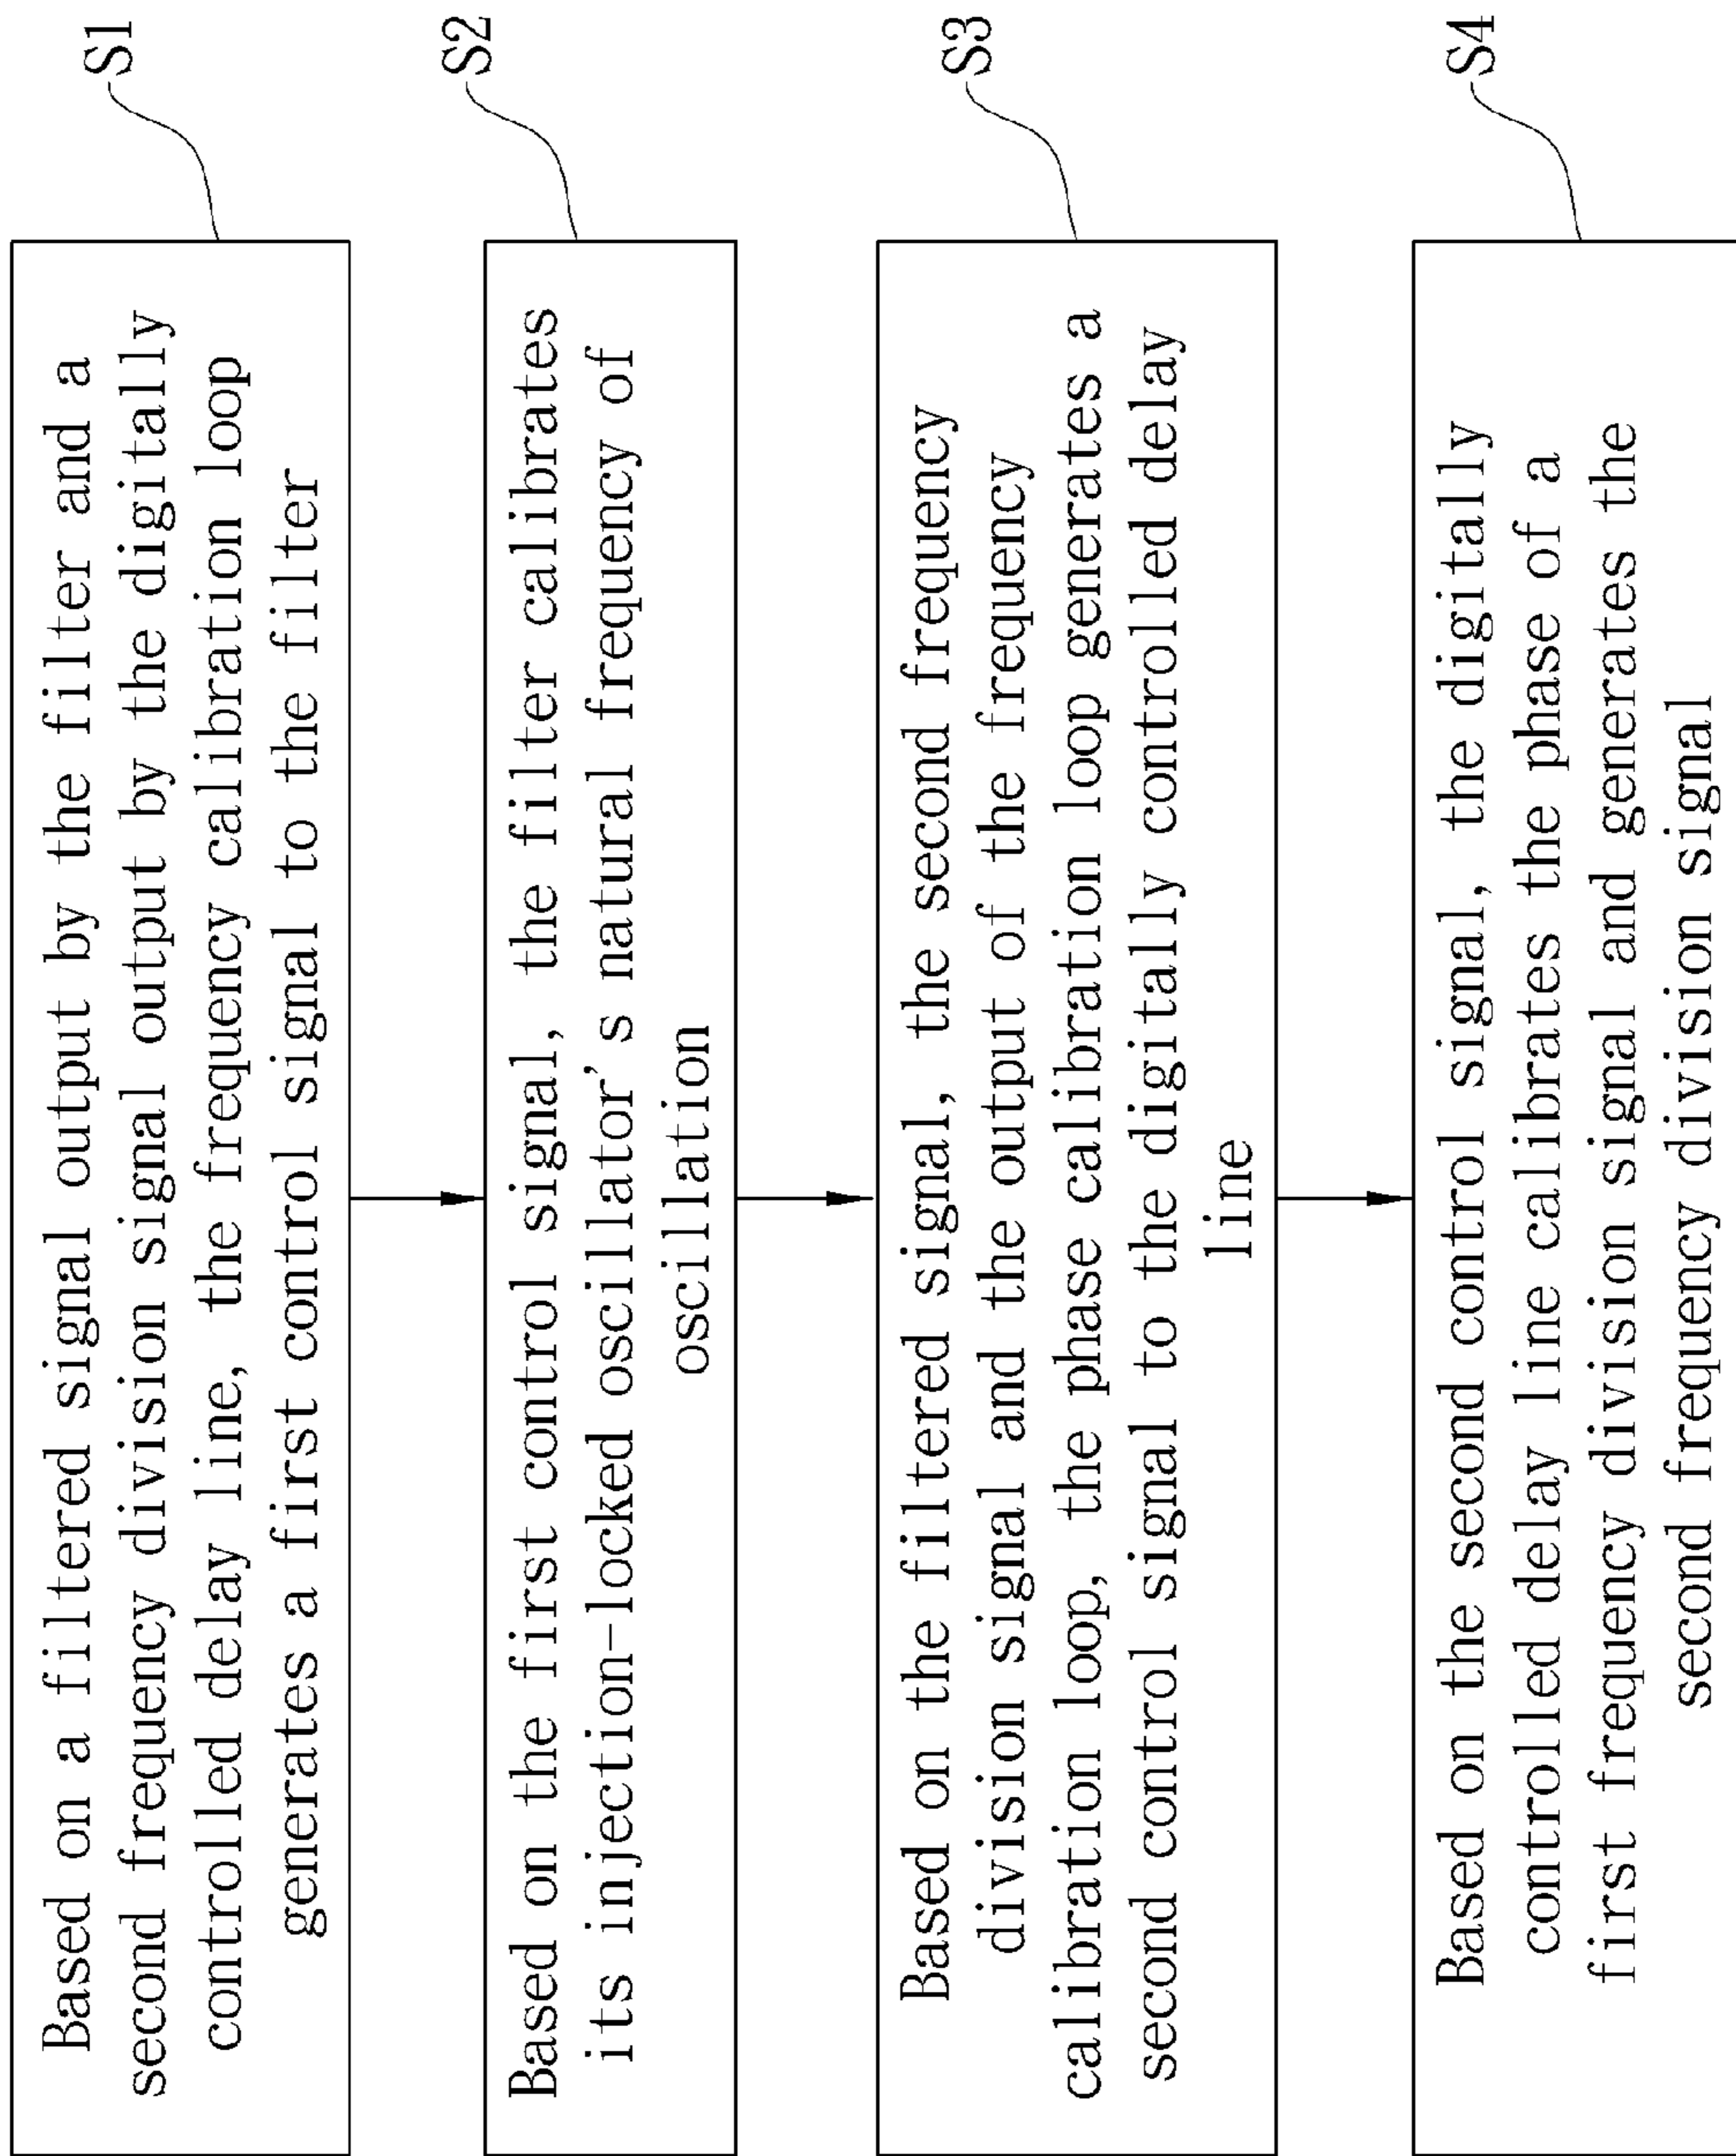 Based on a filtered signal output by the filter and a
second frequency division signal output by the digitally
controlled delay line, the frequency calibration loop
generates a first control signal to the filter
S1
Based on the first control signal, the filter calibrates
its injection-locked oscillator's natural frequency of
oscillation
S2
Based on the filtered signal, the second frequency
division signal and the output of the frequency
calibration loop, the phase calibration loop generates a
second control signal to the digitally controlled delay
line
S3
Based on the second control signal, the digitally
controlled delay line calibrates the phase of a
first frequency division signal and generates the
second frequency division signal
S4